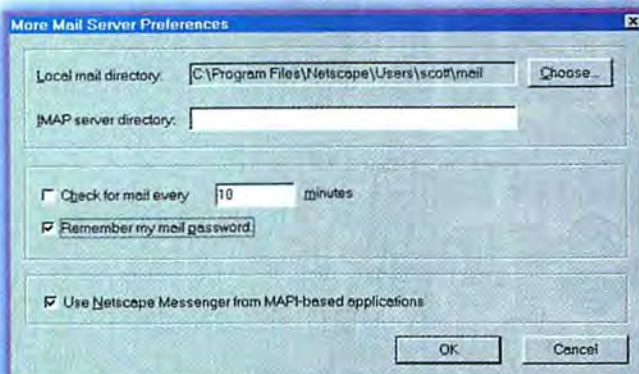 More Mail Server Preferences
Local mail directory: C:\Program Files\Netscape\Users\scott\mail Choose...
IMAP server directory:
Check for mail every 10 minutes
Remember my mail password
Use Netscape Messenger from MAPI-based applications
OK Cancel